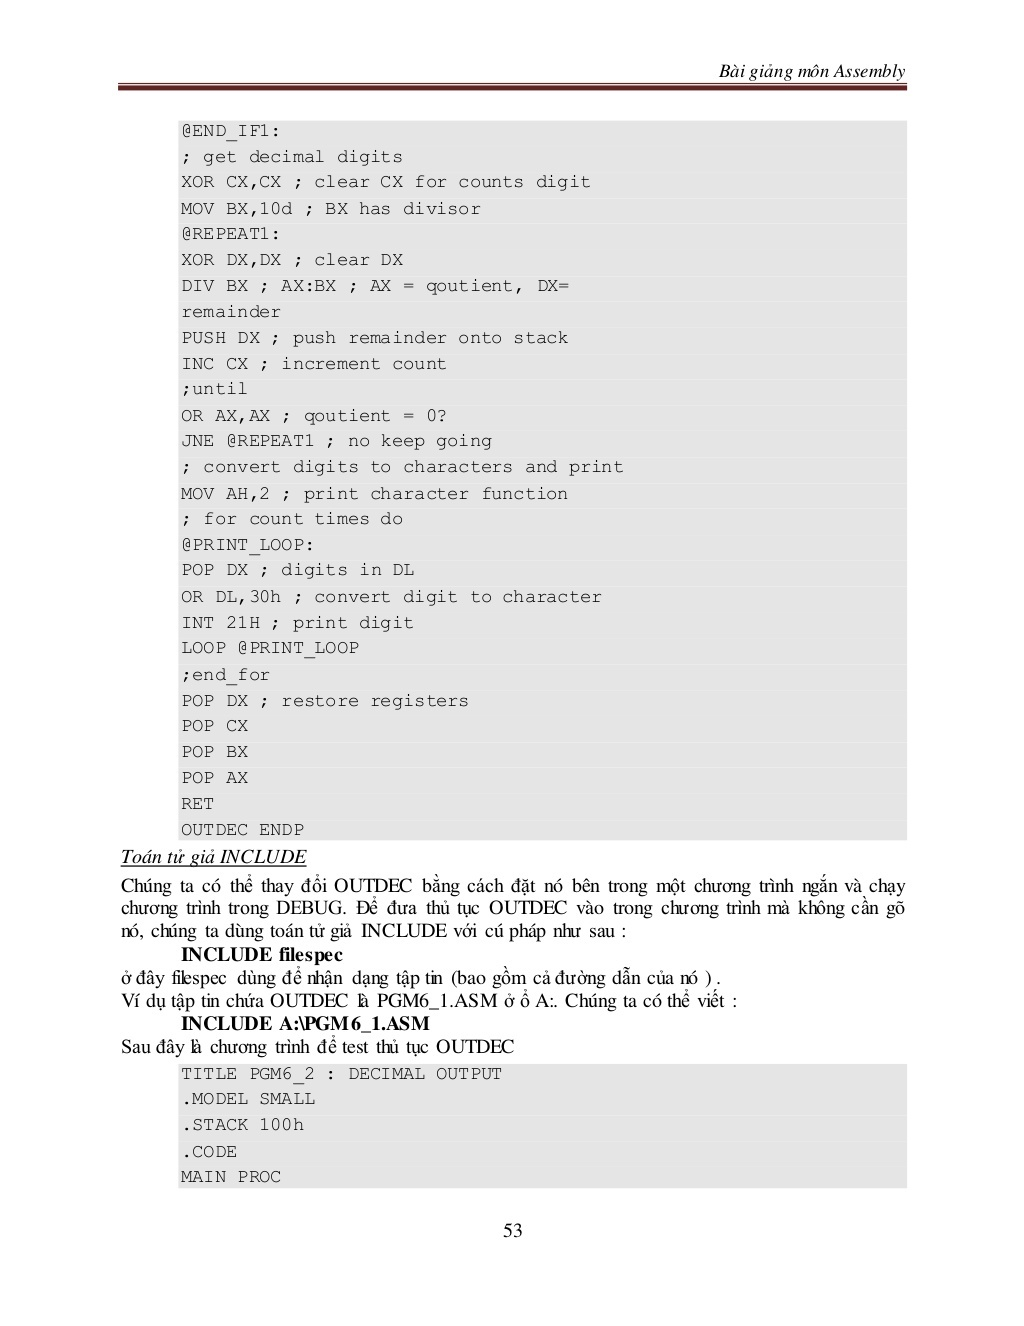 Bài giảng môn Assembly
@END_IF1:
; get decimal digits
XOR CX,CX ; clear CX for counts digit
MOV BX,10d ; BX has divisor
@REPEAT1:
XOR DX,DX ; clear DX
DIV BX ; AX:BX ; AX = qoutient, DX=
remainder
PUSH DX ; push remainder onto stack
INC CX ; increment count
;until
OR AX,AX ; qoutient = 0?
JNE @REPEAT1 ; no keep going
; convert digits to characters and print
MOV AH,2 ; print character function
; for count times do
@PRINT_LOOP:
POP DX ; digits in DL
OR DL,30h ; convert digit to character
INT 21H ; print digit
LOOP @PRINT_LOOP
;end_for
POP DX ; restore registers
POP CX
POP BX
POP AX
RET
OUTDEC ENDP
Toán tử giả INCLUDE
Chúng ta có thể thay đổi OUTDEC bằng cách đặt nó bên trong một chương trình ngắn và chạy
chương trình trong DEBUG. Để đưa thủ tục OUTDEC vào trong chương trình mà không cần gõ
nó, chúng ta dùng toán tử giả INCLUDE với cú pháp như sau :
INCLUDE filespec
ở đây filespec dùng để nhận dạng tập tin (bao gồm cả đường dẫn của nó ) .
Ví dụ tập tin chứa OUTDEC là PGM6_1.ASM ở ổ A:. Chúng ta có thể viết :
INCLUDE A:\PGM6_1.ASM
Sau đây là chương trình để test thủ tục OUTDEC
TITLE PGM6_2 : DECIMAL OUTPUT
.MODEL SMALL
.STACK 100h
.CODE
MAIN PROC
53